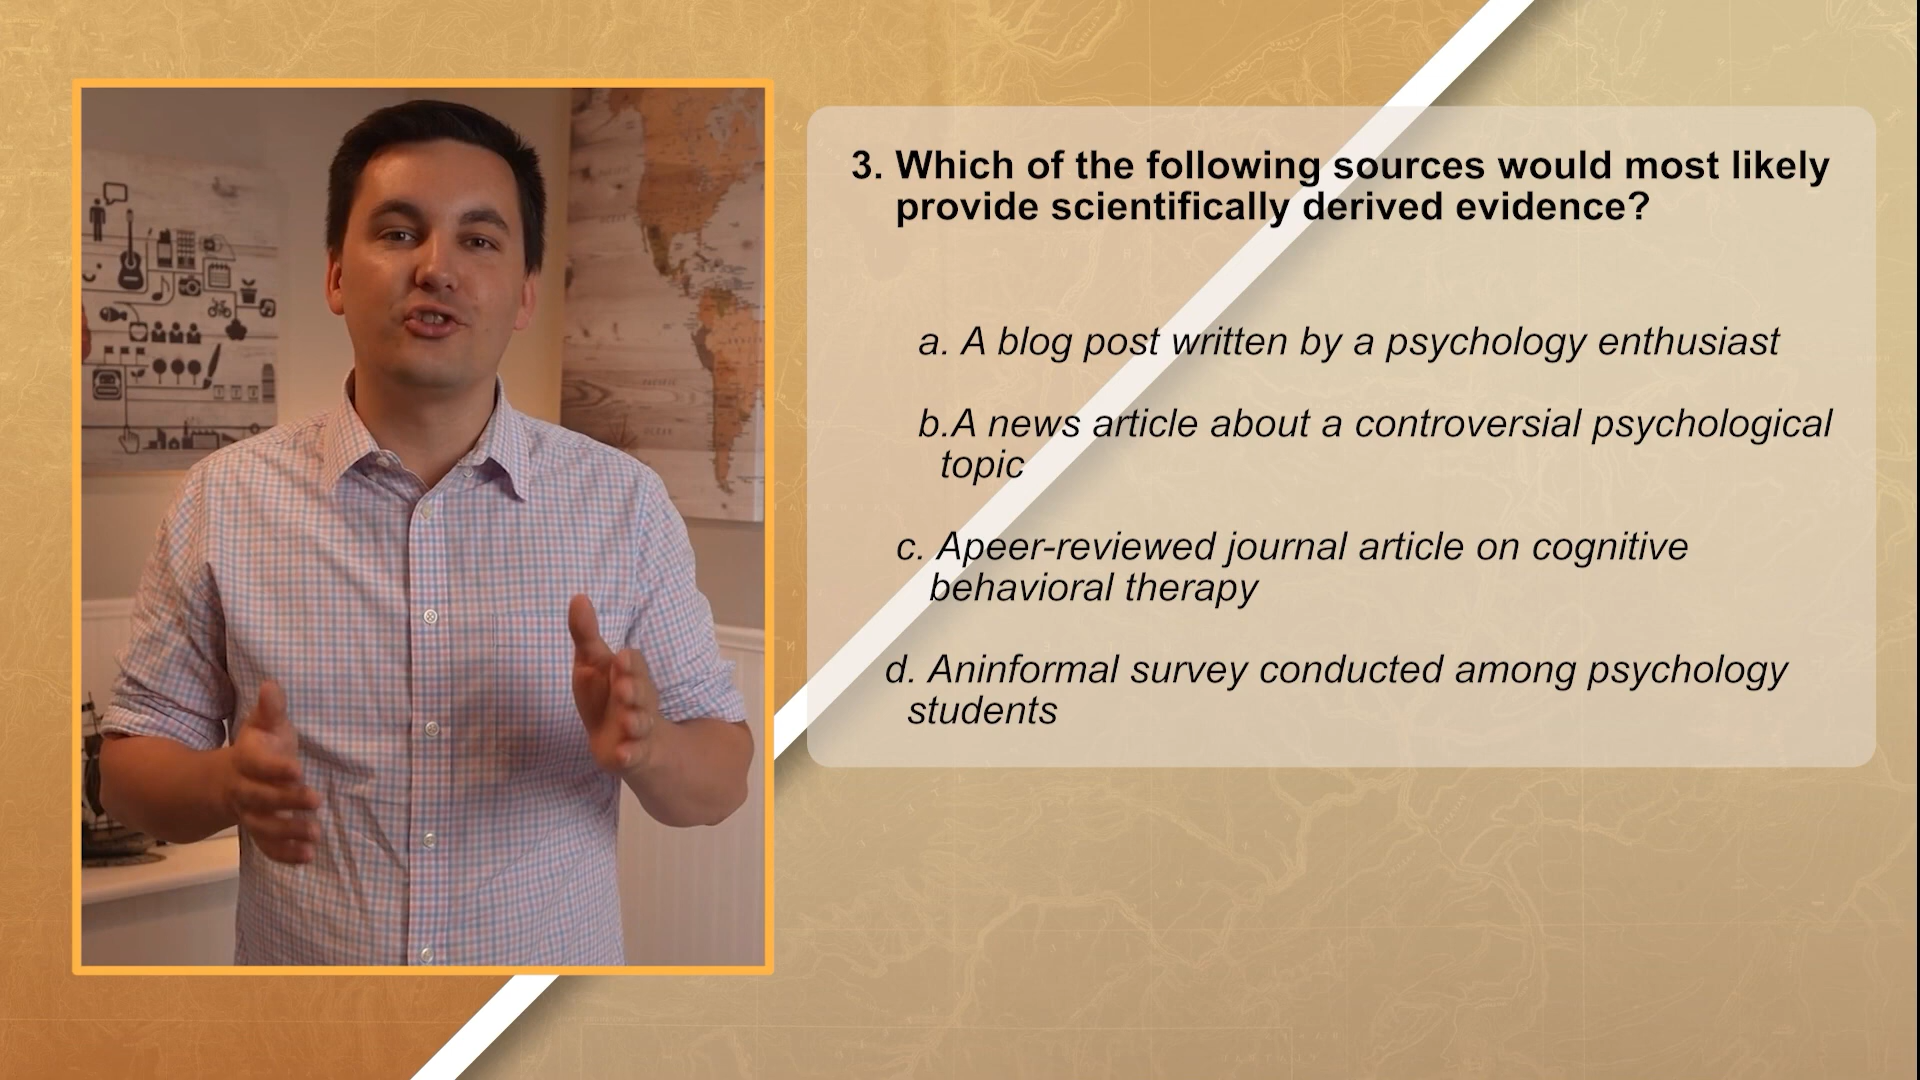 3. Which of the following sources would most likely
provide scientifically derived evidence?
a. A blog post written by a psychology enthusiast
b.A news article about a controversial psychological
topic
c. Apeer-reviewed journal article on cognitive
behavioral therapy
d. Aninformal survey conducted among psychology
students